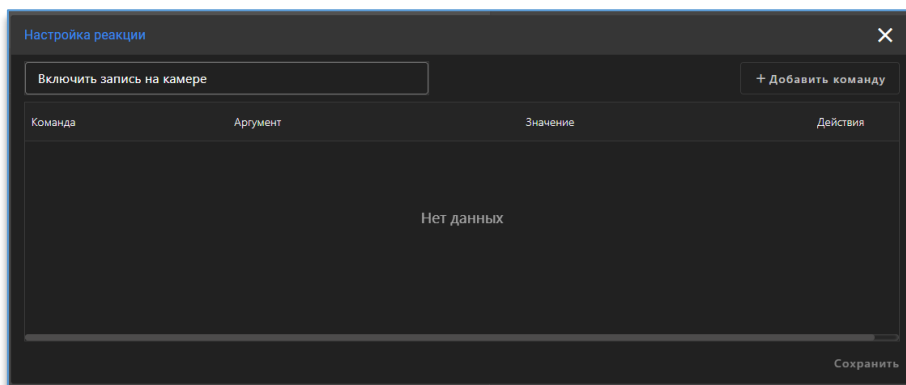 Настройка реакции
Включить запись на камере
+ Добавить команду
Команда Аргумент Значение Действия
Нет данных
Сохранить